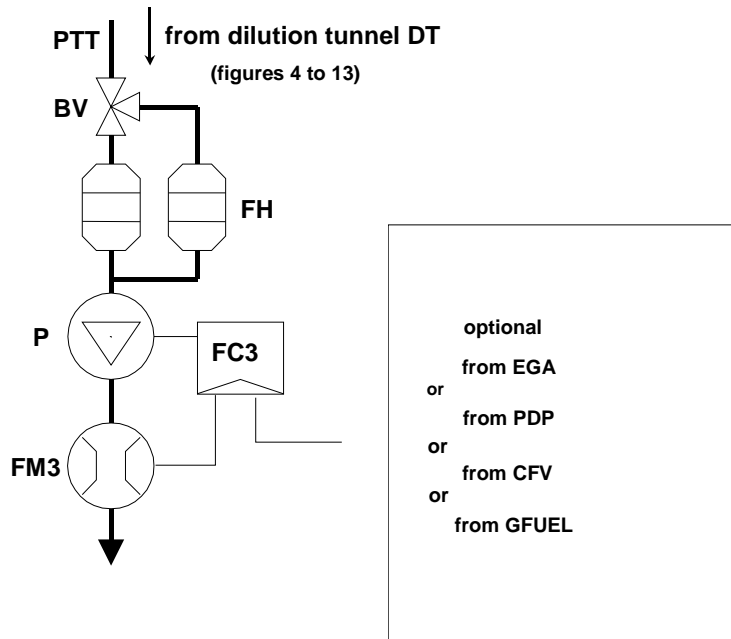 PTT
from dilution tunnel DT
(figures 4 to 13)
BV
FH
P
FC3
FM3
optional
from EGA
or
from PDP
or
from CFV
or
from GFUEL